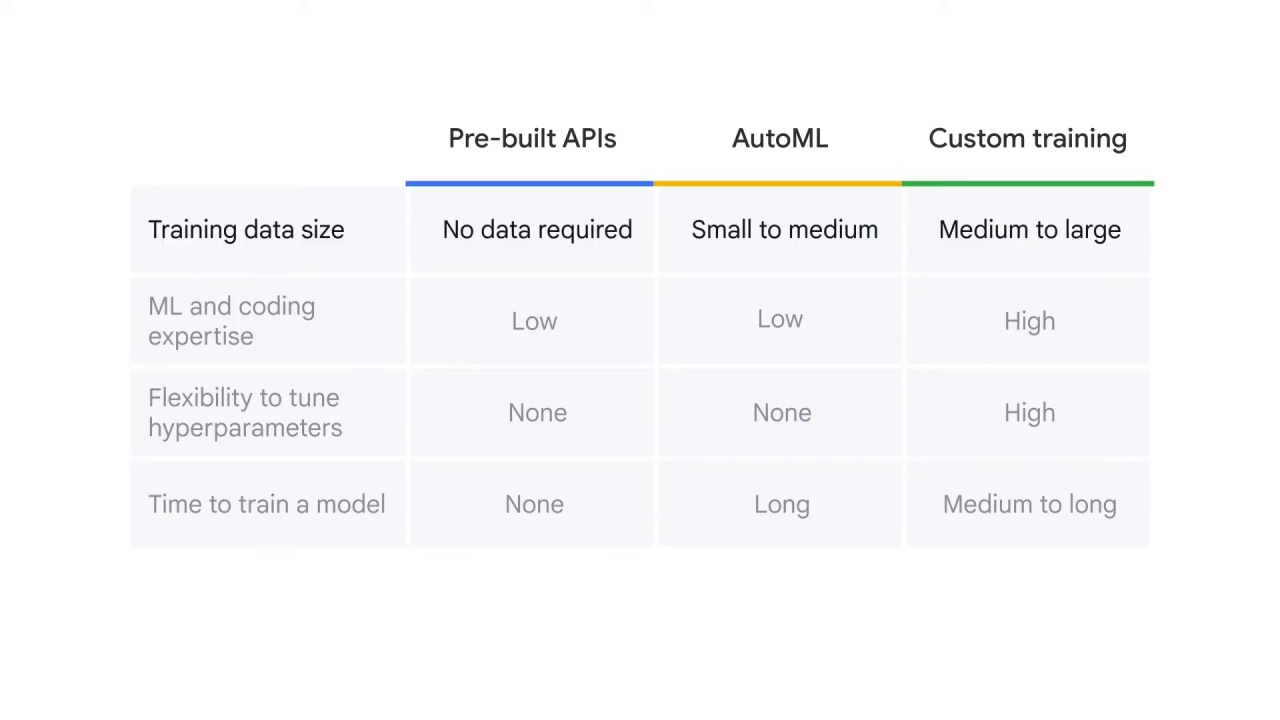 Pre-built APIs AutoML Custom training
Training data size No data required Small to medium Medium to large
ML and coding
expertise
Low Low High
Flexibility to tune
hyperparameters
None None High
Time to train a model None Long Medium to long